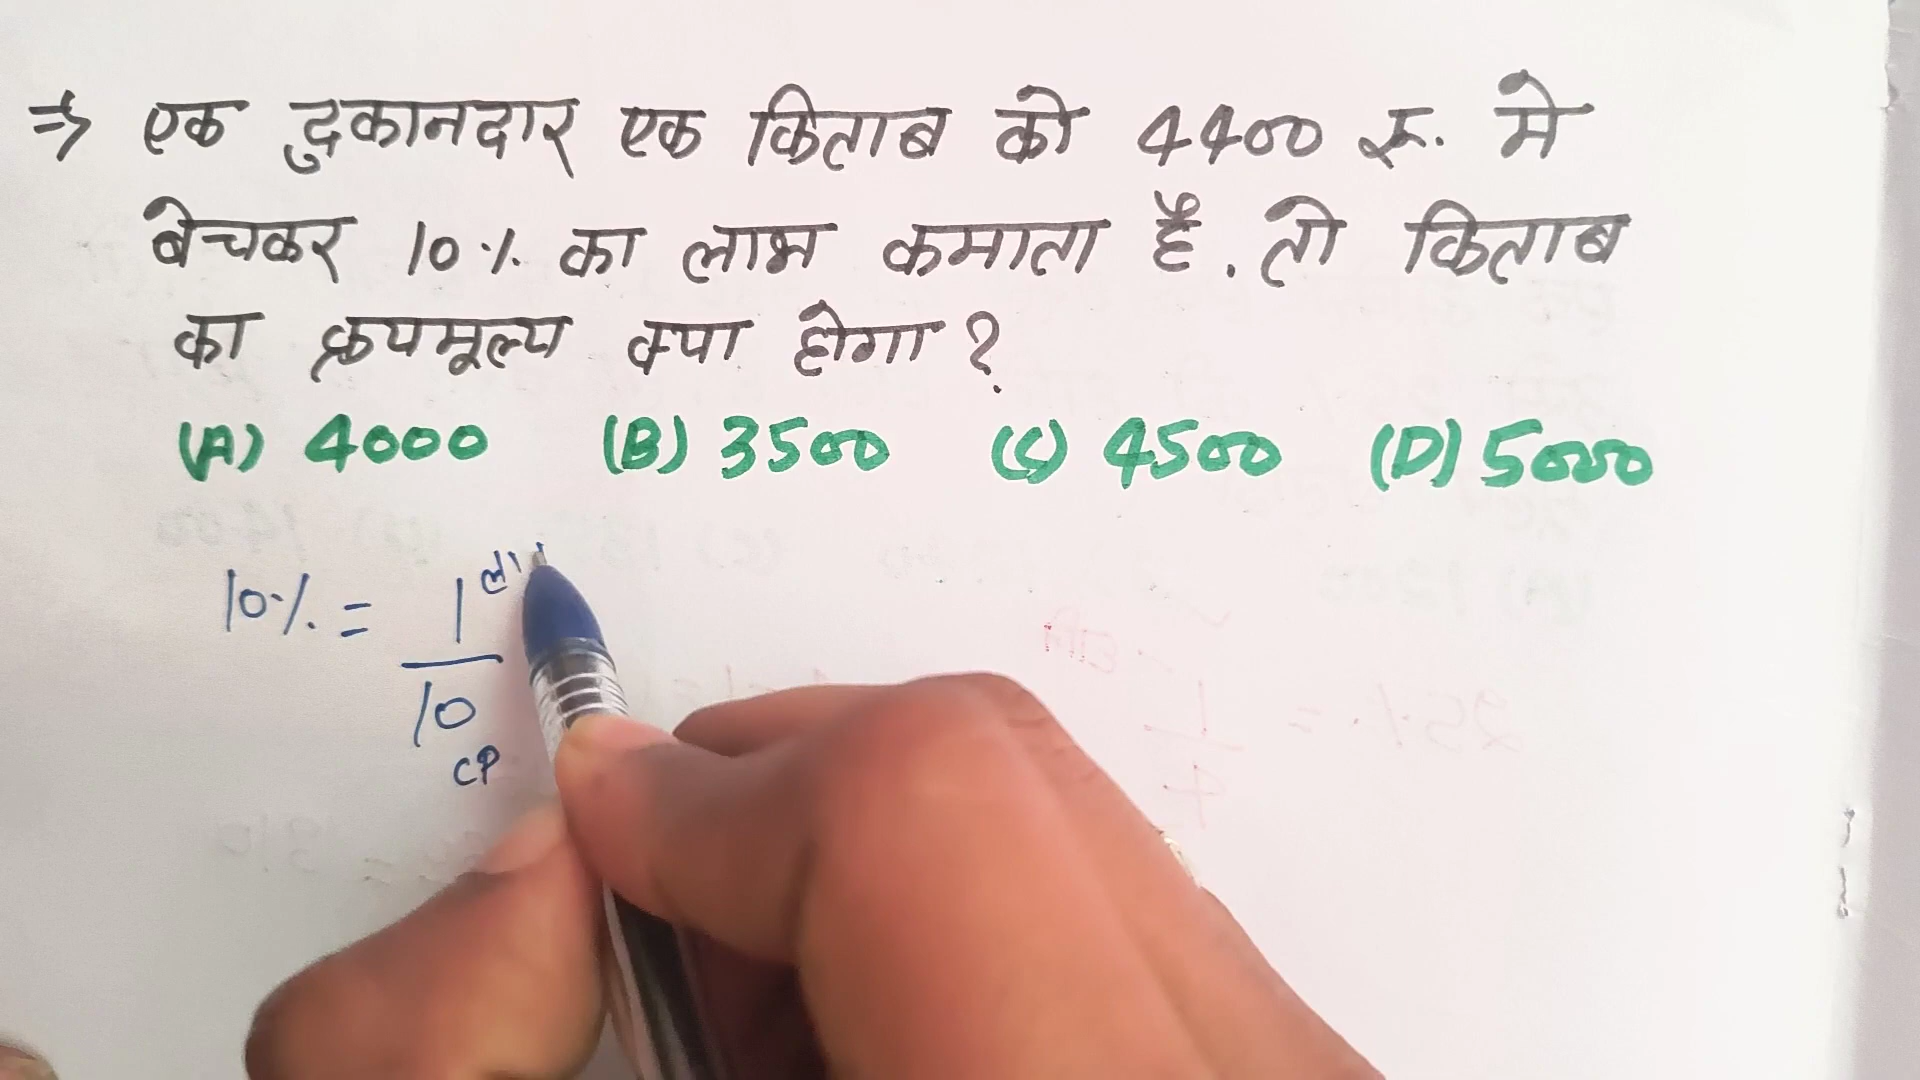 ⇒ एक दुकानदार एक किताब को 4400 रू. मे
बेचकर 10% का लाभ कमाता है. तो किताब
का क्रयमूल्य क्या होगा?
(A) 4000 (B) 3500 (C) 4500 (D) 5000
10% = 1
10
CP